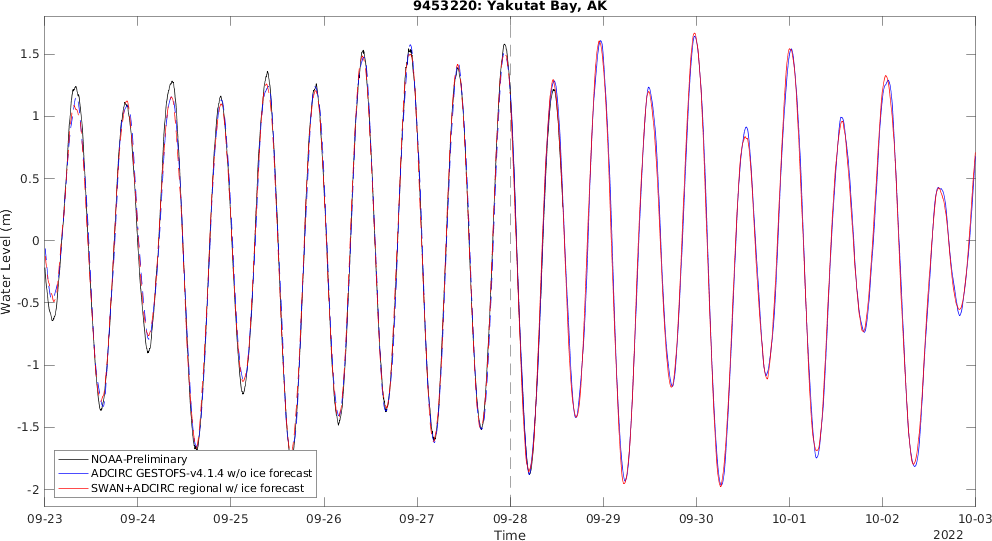 9453220: Yakutat Bay, AK
Water Level (m)
1.5
1
0.5
0
-0.5
-1
-1.5
-2
NOAA-Preliminary
ADCIRC GESTOFS-v4.1.4 w/o ice forecast
SWAN+ADCIRC regional w/ ice forecast
09-23 09-24 09-25 09-26 09-27 09-28 09-29 09-30 10-01 10-02 10-03
Time
2022